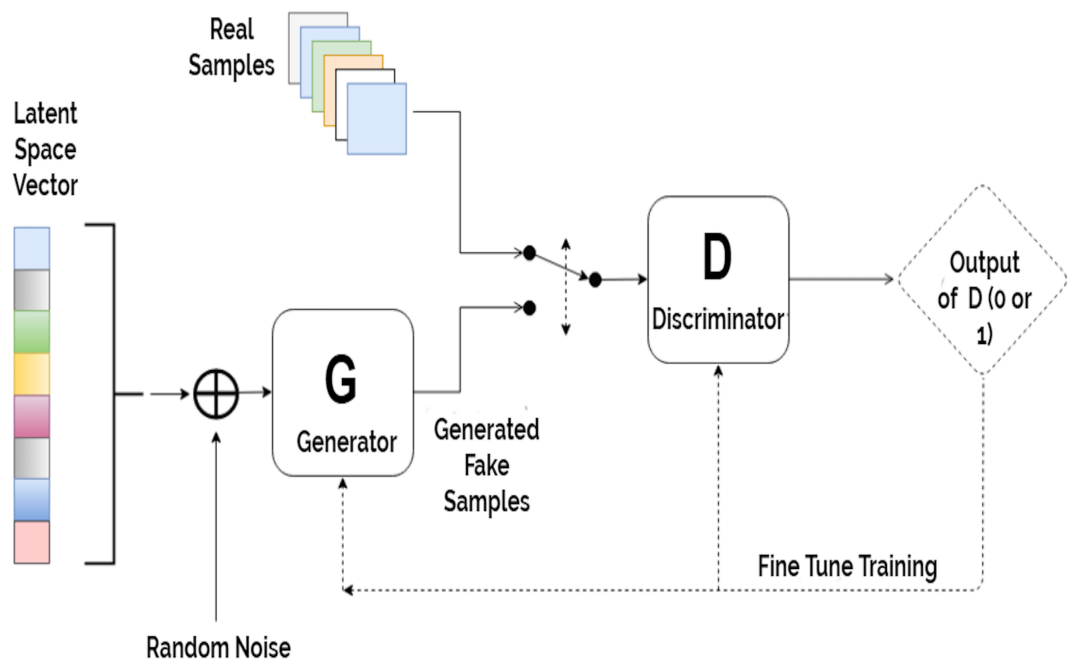 Real
Samples
Latent
Space
Vector
D
Discriminator
Output
of D (0 or
1)
G
Generator
Generated
Fake
Samples
Fine Tune Training
Random Noise